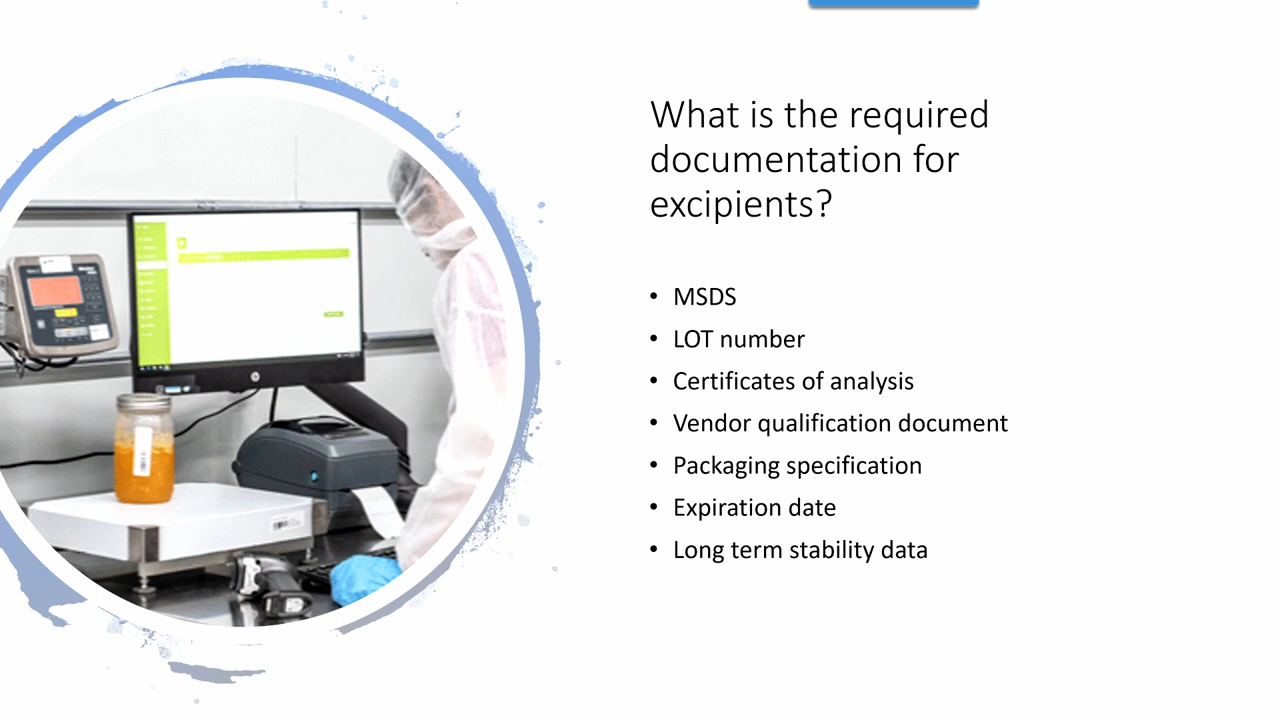 What is the required
documentation for
excipients?
• MSDS
• LOT number
• Certificates of analysis
• Vendor qualification document
• Packaging specification
• Expiration date
• Long term stability data